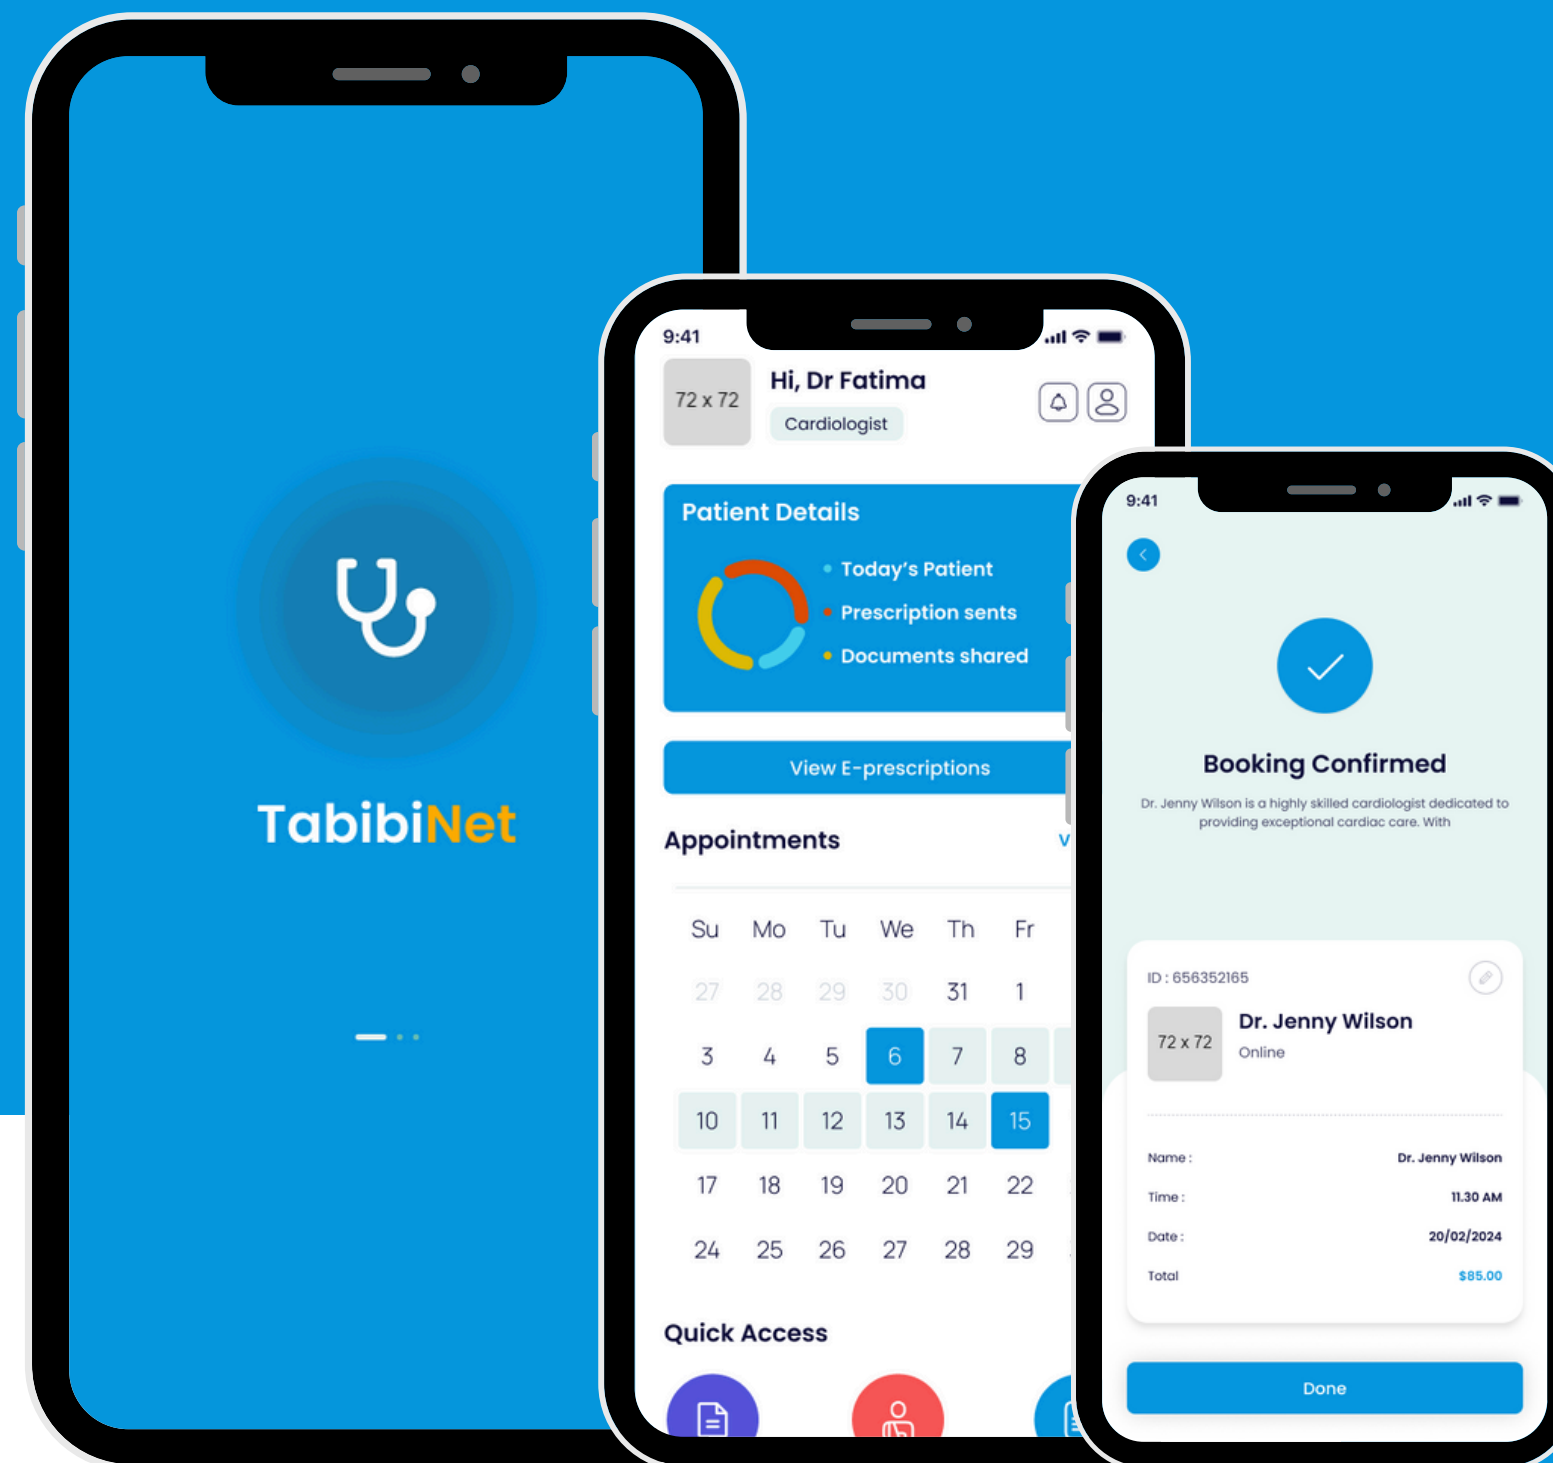 TabibiNet
9:41
72 x 72
Hi, Dr Fatima
Cardiologist
Patient Details
Today's Patient
Prescription sents
Documents shared
View E-prescriptions
Appointments
Su Mo Tu We Th Fr
27 28 29 30 31 1
3 4 5 6 7 8
10 11 12 13 14 15
17 18 19 20 21 22
24 25 26 27 28 29
Quick Access
9:41
Booking Confirmed
Dr. Jenny Wilson is a highly skilled cardiologist dedicated to
providing exceptional cardiac care. With
ID : 656352165
72 x 72
Dr. Jenny Wilson
Online
Name : Dr. Jenny Wilson
Time : 11.30 AM
Date : 20/02/2024
Total $85.00
Done